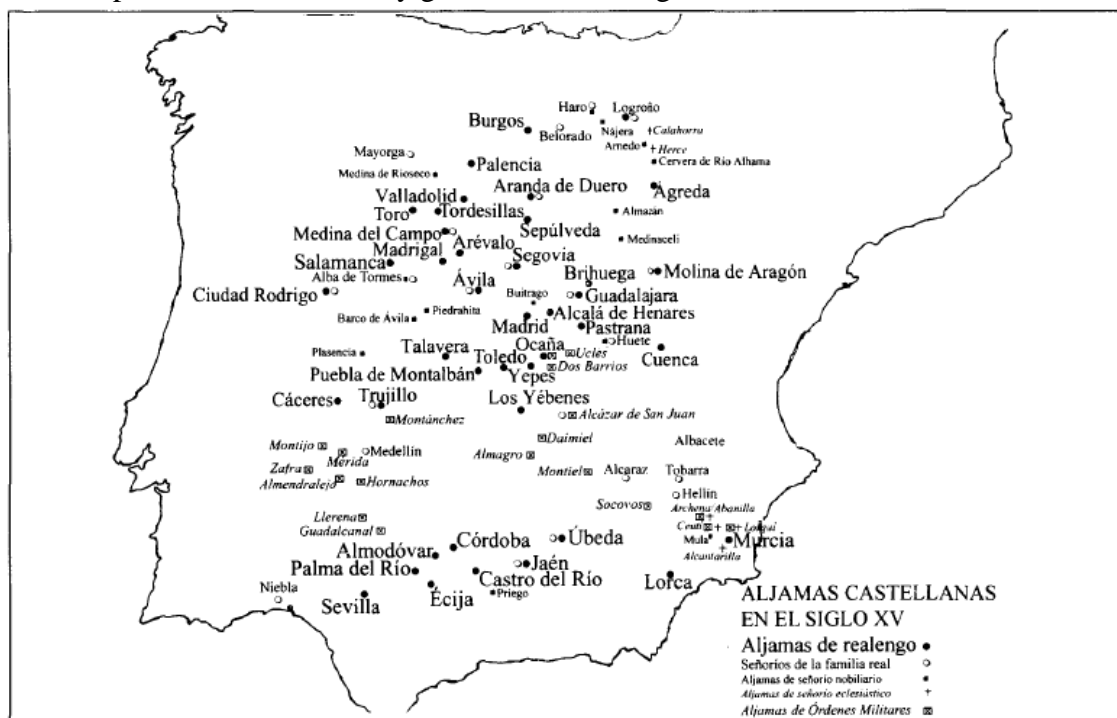 Haro
Logroño
Burgos
Belorado
Nájera
Calahorra
Arnedo
Herce
Mayorga
Cervera de Río Alhama
Palencia
Medina de Rioseco
Aranda de Duero
Ágreda
Valladolid
Toro
Tordesillas
Almazán
Sepúlveda
Medina del Campo
Arévalo
Medinaceli
Madrigal
Segovia
Salamanca
Brihuega
Molina de Aragón
Alba de Tormes
Ávila
Ciudad Rodrigo
Buitrago
Guadalajara
Piedrahita
Barco de Ávila
Alcalá de Henares
Madrid
Pastrana
Ocaña
Huete
Plasencia
Talavera
Toledo
Ucles
Cuenca
Puebla de Montalbán
Yepes
Dos Barrios
Cáceres
Trujillo
Los Yébenes
Montánchez
Alcázar de San Juan
Montijo
Medellín
Daimiel
Albacete
Mérida
Almagro
Zafra
Montiel
Alcaraz
Tobarra
Almendralejo
Hornachos
Hellín
Socovos
Archena
Abanilla
Llerena
Ceutí
Guadalcanal
Mula
Murcia
Córdoba
Úbeda
Almodóvar
Alcantarilla
Palma del Río
Jaén
Castro del Río
Lorca
Niebla
Sevilla
Écija
Priego
ALJAMAS CASTELLANAS
EN EL SIGLO XV
Aljamas de realengo
Señoríos de la familia real
Aljamas de señorio nobiliario
Aljamas de señorio eclesiástico
Aljamas de Órdenes Militares